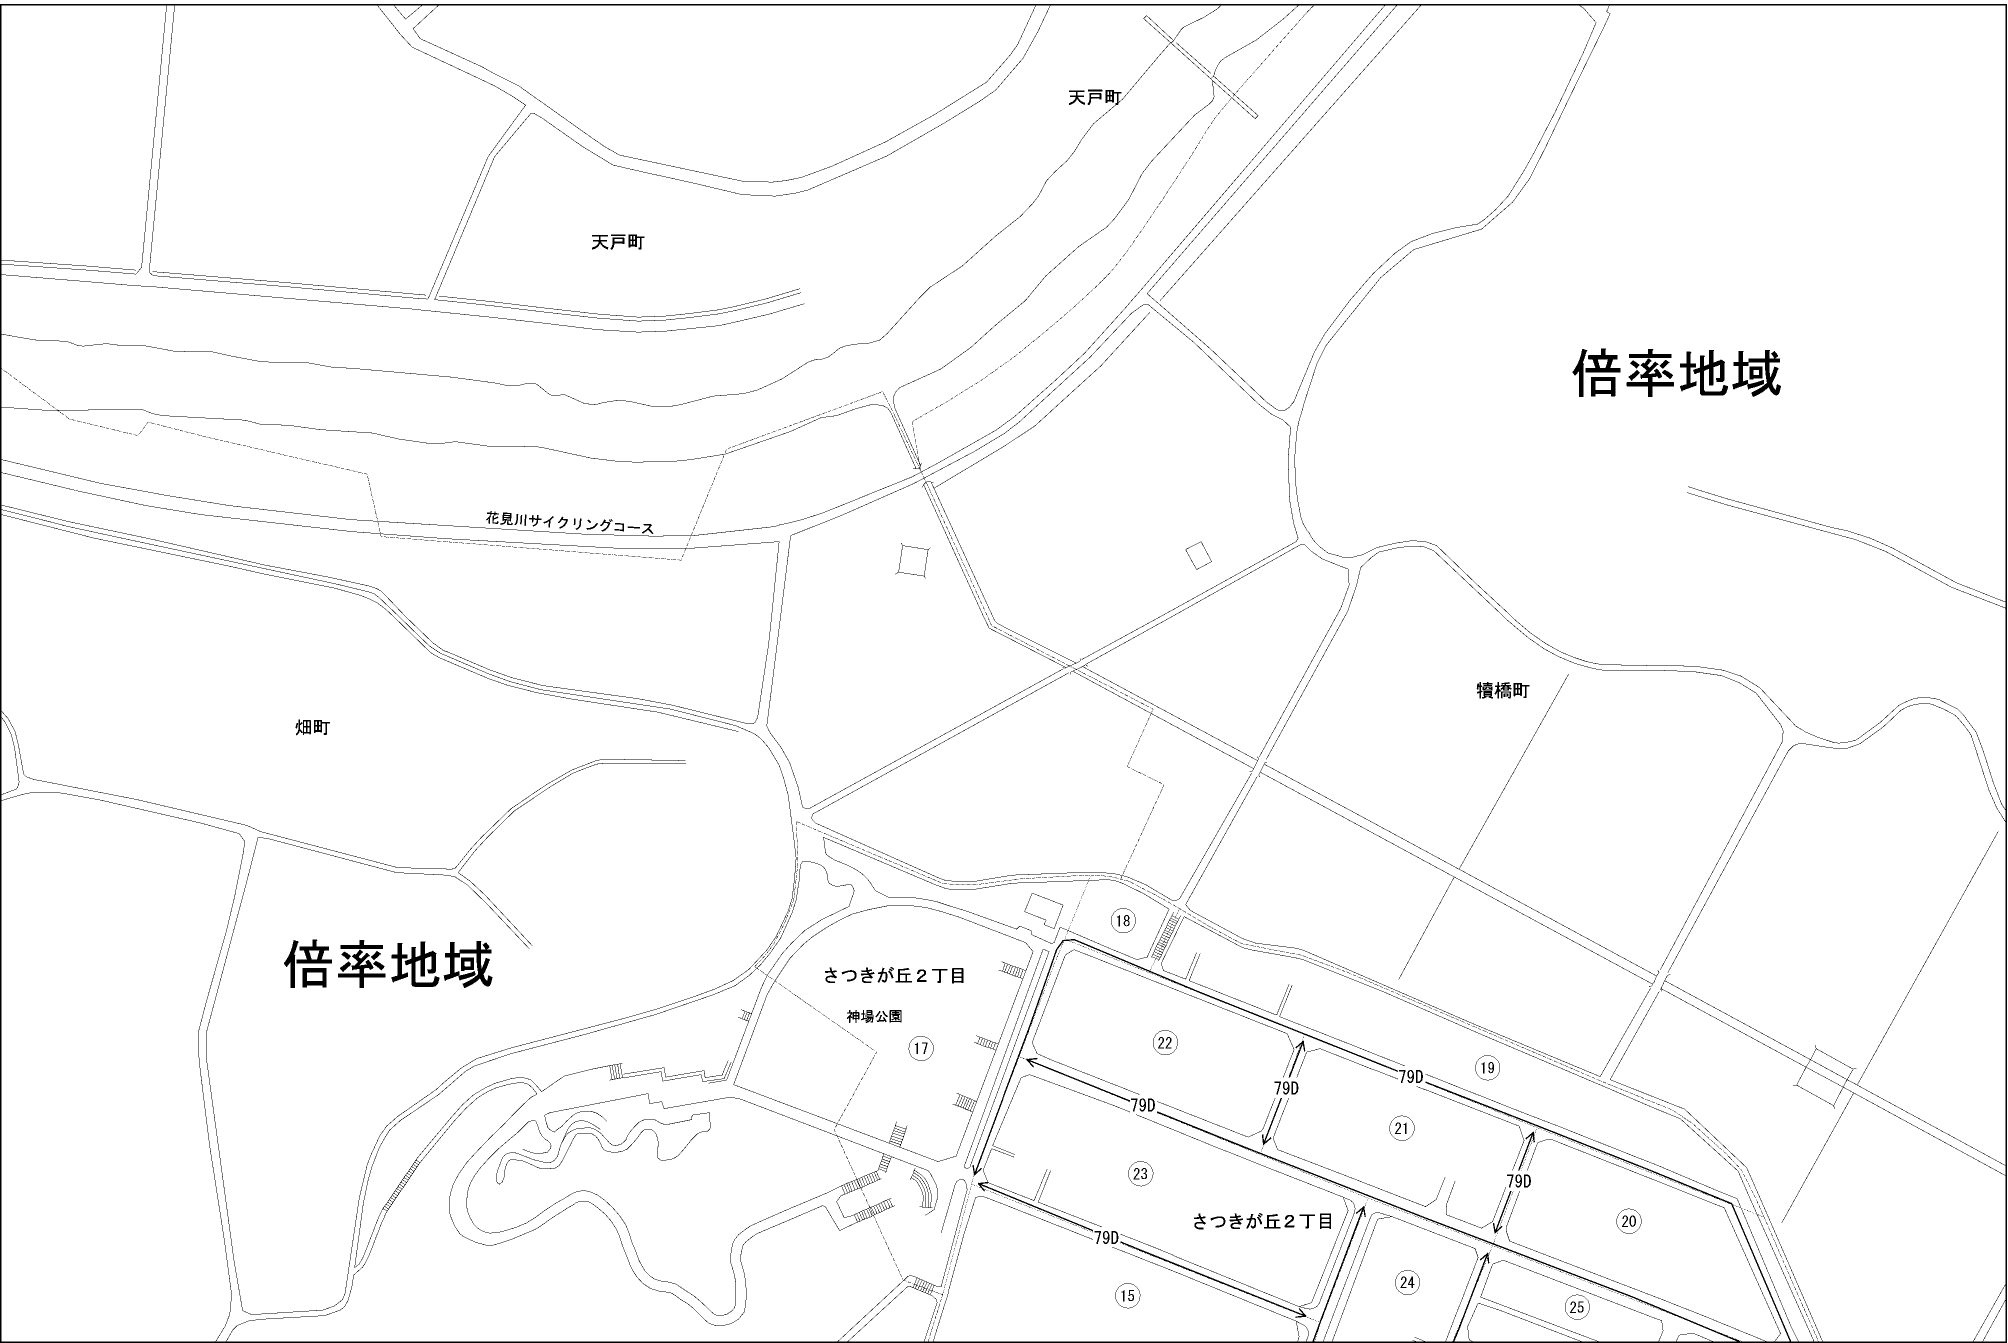 天戸町
天戸町
倍率地域
花見川サイクリングコース
犢橋町
畑町
18
倍率地域
さつきが丘２丁目
神場公園
17
22
19
79D
79D
79D
21
23
79D
20
さつきが丘２丁目
79D
24
15
25